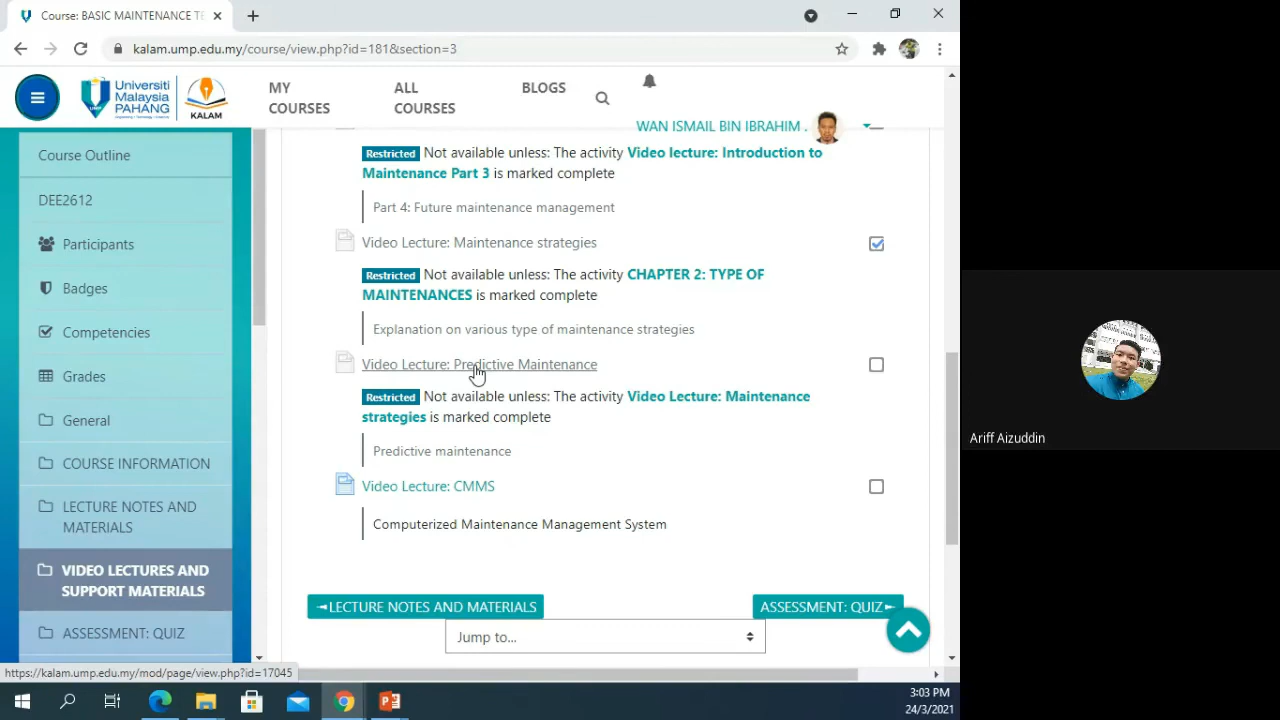 Course: BASIC MAINTENANCE TE
kalam.ump.edu.my/course/view.php?id=181&section=3
Universiti
Malaysia
PAHANG
KALAM
MY
COURSES
ALL
COURSES
BLOGS
WAN ISMAIL BIN IBRAHIM .
Course Outline
DEE2612
Participants
Badges
Competencies
Grades
General
COURSE INFORMATION
LECTURE NOTES AND
MATERIALS
VIDEO LECTURES AND
SUPPORT MATERIALS
ASSESSMENT: QUIZ
Restricted Not available unless: The activity Video lecture: Introduction to
Maintenance Part 3 is marked complete
Part 4: Future maintenance management
Video Lecture: Maintenance strategies
Restricted Not available unless: The activity CHAPTER 2: TYPE OF
MAINTENANCES is marked complete
Explanation on various type of maintenance strategies
Video Lecture: Predictive Maintenance
Restricted Not available unless: The activity Video Lecture: Maintenance
strategies is marked complete
Predictive maintenance
Video Lecture: CMMS
Computerized Maintenance Management System
◄LECTURE NOTES AND MATERIALS
ASSESSMENT: QUIZ►
Jump to...
https://kalam.ump.edu.my/mod/page/view.php?id=17045
3:03 PM
24/3/2021
Ariff Aizuddin